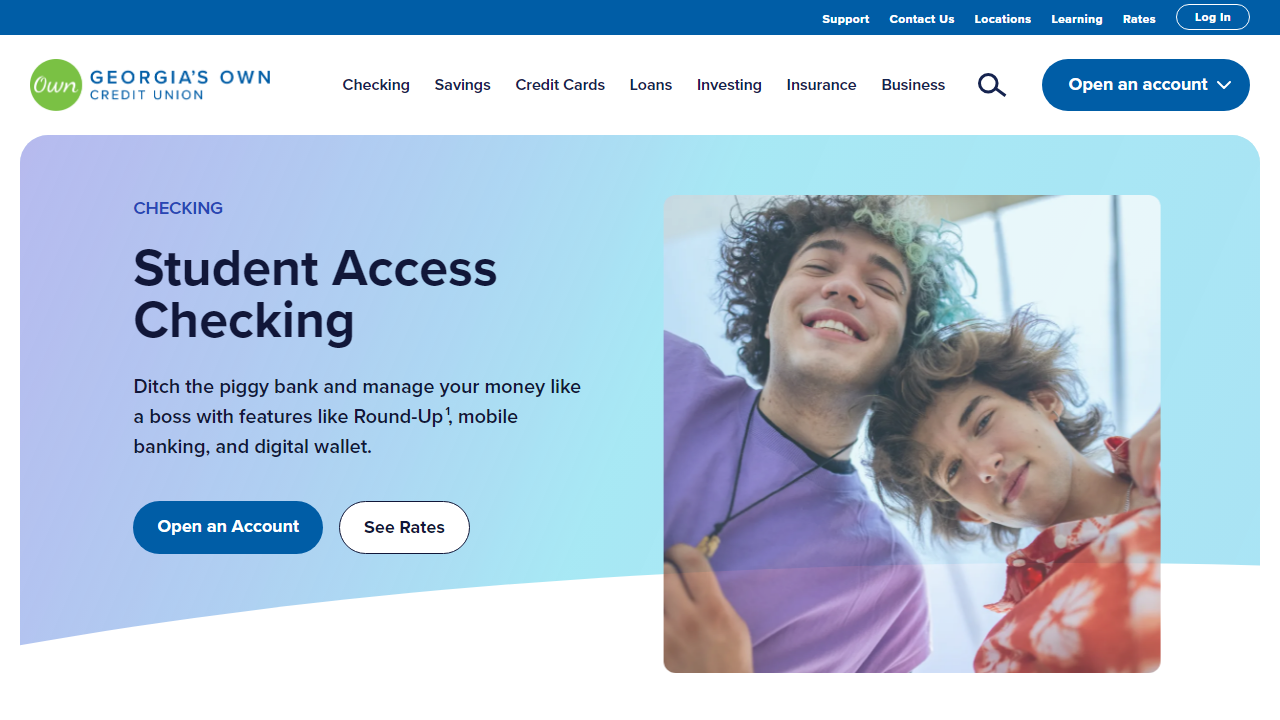 Support Contact Us Locations Learning Rates Log In
Own GEORGIA'S OWN
CREDIT UNION
Checking Savings Credit Cards Loans Investing Insurance Business Open an account
CHECKING
Student Access
Checking
Ditch the piggy bank and manage your money like
a boss with features like Round-Up¹, mobile
banking, and digital wallet.
Open an Account See Rates